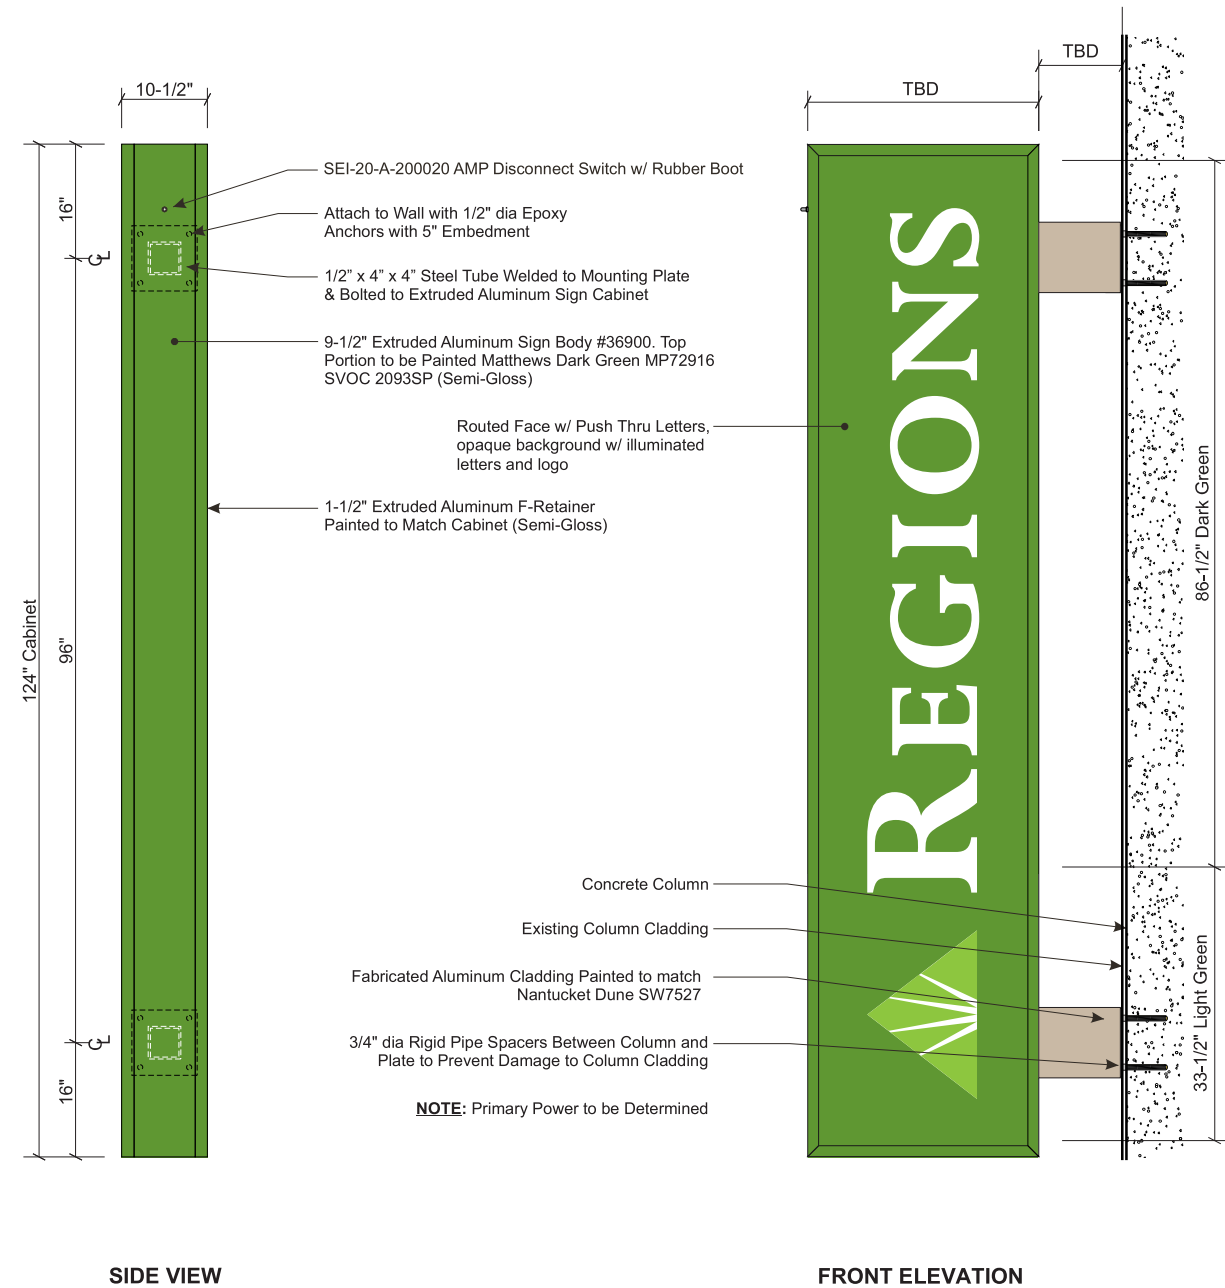 TBD
10-1/2"
TBD
SEI-20-A-200020 AMP Disconnect Switch w/ Rubber Boot
16"
Attach to Wall with 1/2" dia Epoxy
Anchors with 5" Embedment
CL
1/2” x 4” x 4” Steel Tube Welded to Mounting Plate
& Bolted to Extruded Aluminum Sign Cabinet
9-1/2" Extruded Aluminum Sign Body #36900. Top
Portion to be Painted Matthews Dark Green MP72916
SVOC 2093SP (Semi-Gloss)
Routed Face w/ Push Thru Letters,
opaque background w/ illuminated
letters and logo
1-1/2" Extruded Aluminum F-Retainer
Painted to Match Cabinet (Semi-Gloss)
REGIONS
86-1/2" Dark Green
124" Cabinet
96"
Concrete Column
Existing Column Cladding
Fabricated Aluminum Cladding Painted to match
Nantucket Dune SW7527
33-1/2" Light Green
CL
3/4" dia Rigid Pipe Spacers Between Column and
Plate to Prevent Damage to Column Cladding
16"
NOTE: Primary Power to be Determined
SIDE VIEW
FRONT ELEVATION